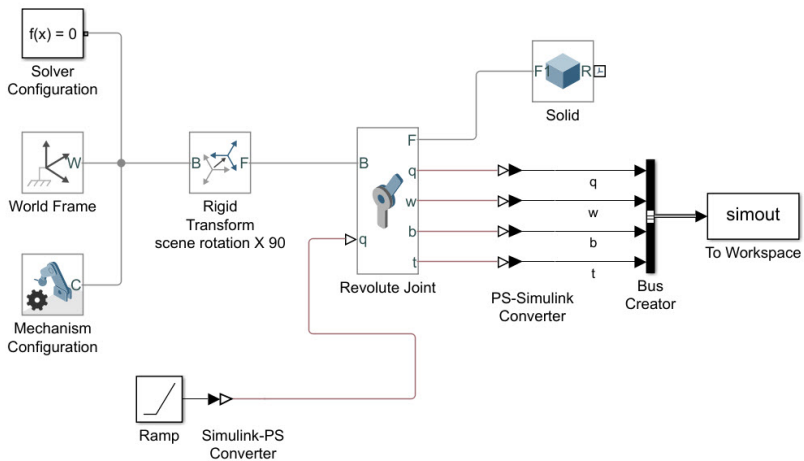 f(x) = 0
Solver
Configuration
W
World Frame
C
Mechanism
Configuration
B
F
Rigid
Transform
scene rotation X 90
B
F
q
w
b
t
q
Revolute Joint
F1
R
Solid
q
w
b
t
PS-Simulink
Converter
Bus
Creator
simout
To Workspace
Ramp
Simulink-PS
Converter